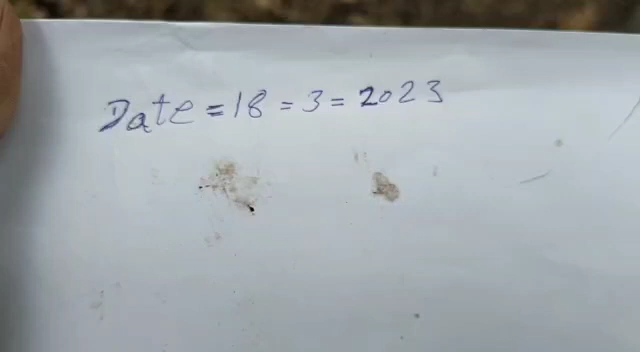 Date = 18 = 3 = 2023